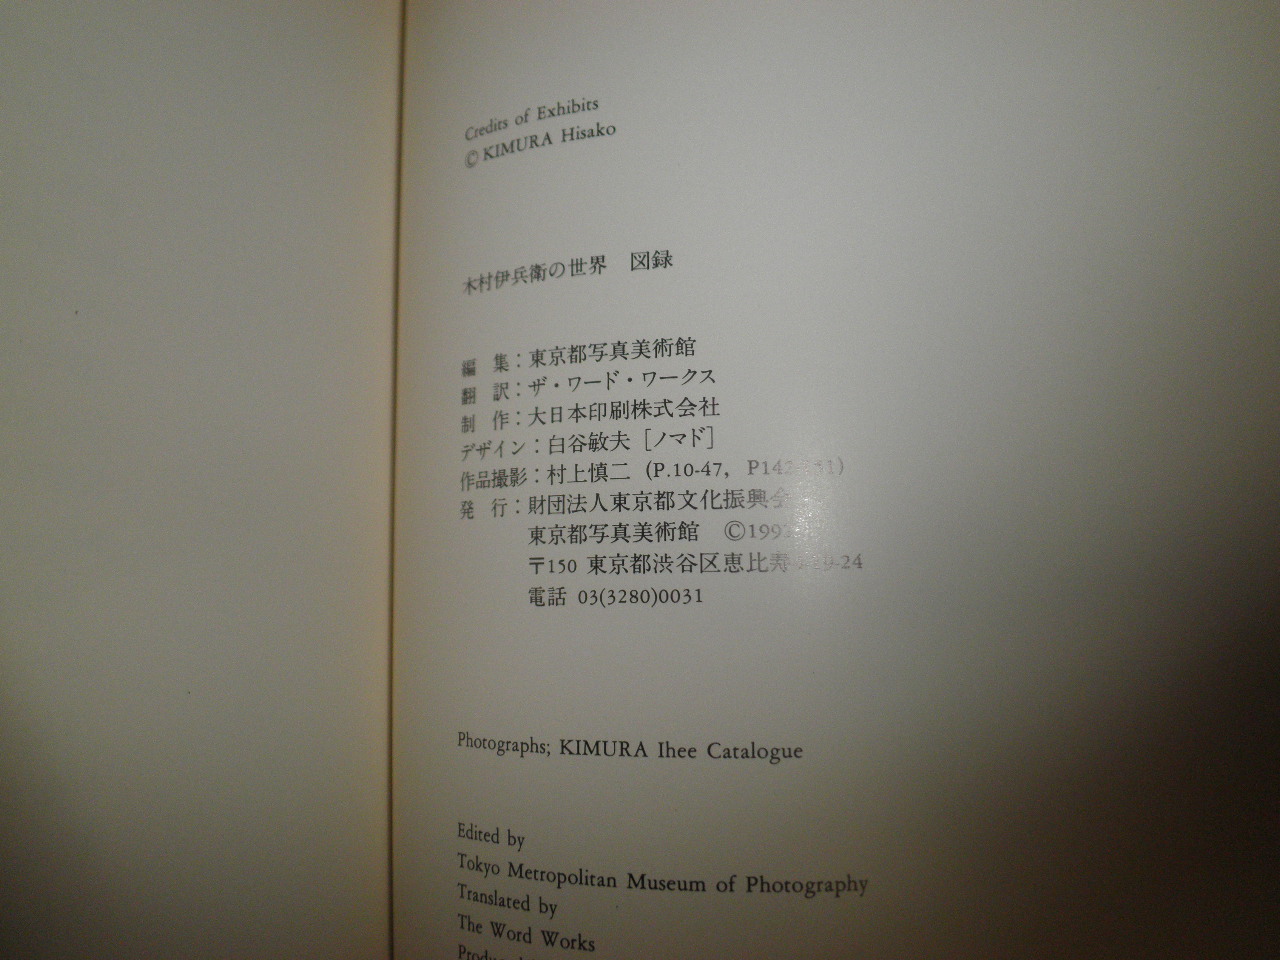 Credits of Exhibits
© KIMURA Hisako
木村伊兵衛の世界　図録
編　集：東京都写真美術館
翻　訳：ザ・ワード・ワークス
制　作：大日本印刷株式会社
デザイン：白谷敏夫［ノマド］
作品撮影：村上慎二（P.10-47,
発　行：財団法人東京都文化振興会
東京都写真美術館
〒150 東京都渋谷区恵比寿
電話 03(3280)0031
Photographs; KIMURA Ihee Catalogue
Edited by
Tokyo Metropolitan Museum of Photography
Translated by
The Word Works